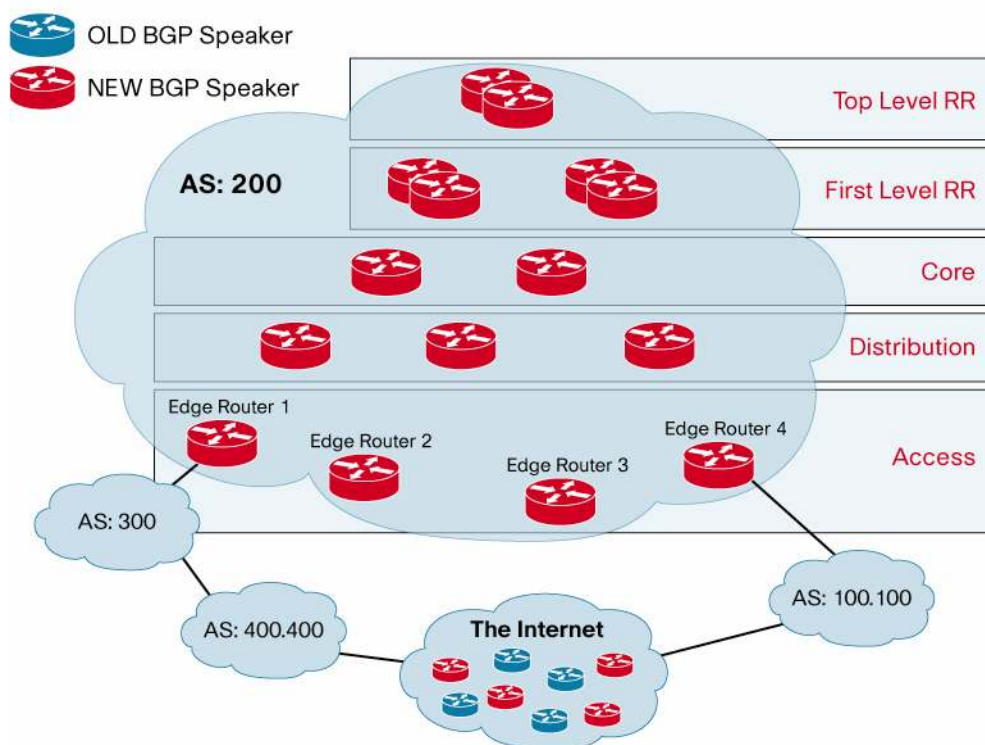 OLD BGP Speaker
NEW BGP Speaker
Top Level RR
AS: 200
First Level RR
Core
Distribution
Edge Router 1
Edge Router 2
Edge Router 3
Edge Router 4
Access
AS: 300
AS: 400.400
The Internet
AS: 100.100